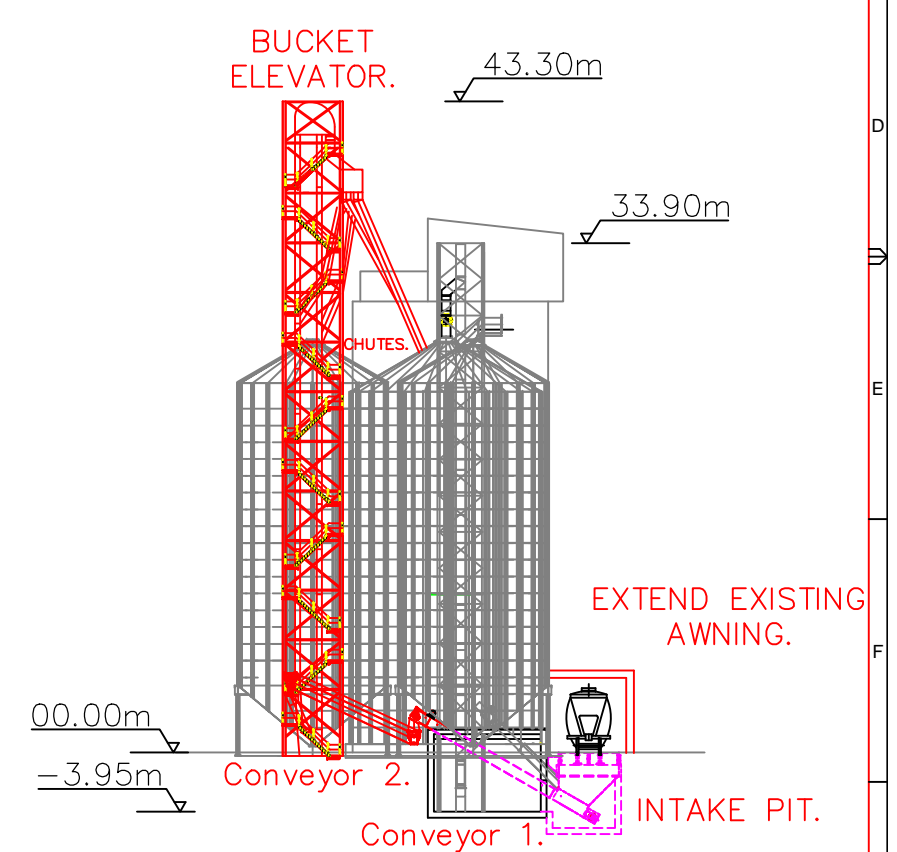 BUCKET
ELEVATOR.
43.30m
33.90m
D
CHUTES.
E
EXTEND EXISTING
AWNING.
F
00.00m
-3.95m
Conveyor 2.
INTAKE PIT.
Conveyor 1.